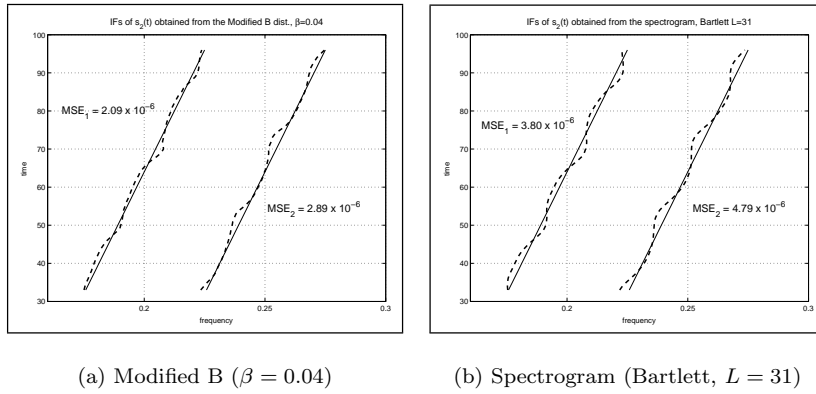 IFs of s₂(t) obtained from the Modified B dist., β=0.04
100
90
80
70
60
50
40
30
0.2
0.25
0.3
time
frequency
MSE₁ = 2.09 x 10⁻⁶
MSE₂ = 2.89 x 10⁻⁶
(a) Modified B (β = 0.04)
IFs of s₂(t) obtained from the spectrogram, Bartlett L=31
100
90
80
70
60
50
40
30
0.2
0.25
0.3
time
frequency
MSE₁ = 3.80 x 10⁻⁶
MSE₂ = 4.79 x 10⁻⁶
(b) Spectrogram (Bartlett, L = 31)